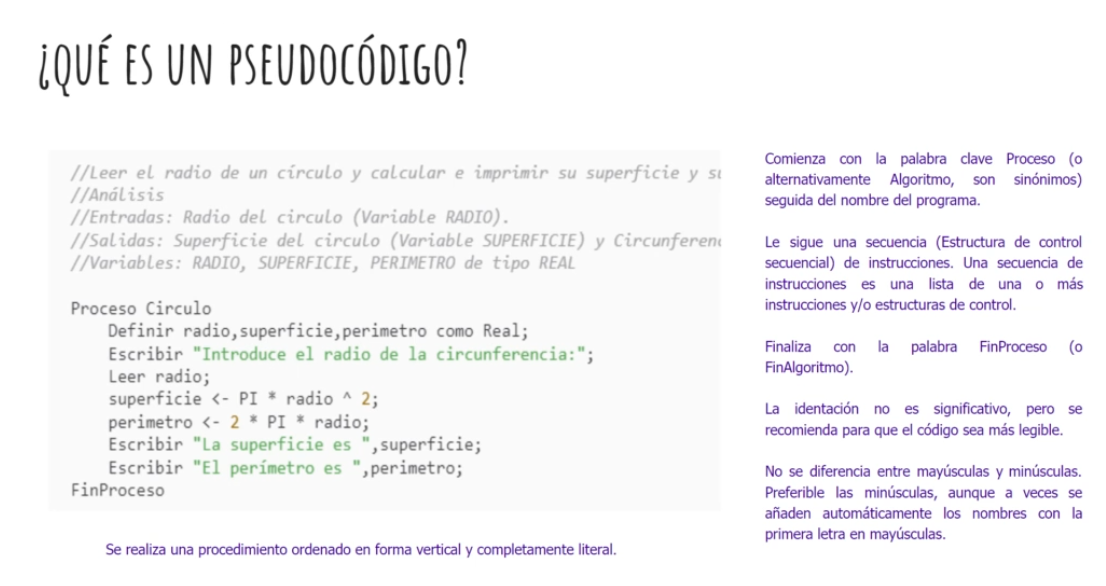 ¿QUÉ ES UN PSEUDOCÓDIGO?
//Leer el radio de un círculo y calcular e imprimir su superficie y
//Análisis
//Entradas: Radio del circulo (Variable RADIO).
//Salidas: Superficie del circulo (Variable SUPERFICIE) y
//Variables: RADIO, SUPERFICIE, PERIMETRO de tipo REAL
Proceso Circulo
Definir radio,superficie,perimetro como Real;
Escribir "Introduce el radio de la circunferencia:";
Leer radio;
superficie <- PI * radio ^ 2;
perimetro <- 2 * PI * radio;
Escribir "La superficie es ",superficie;
Escribir "El perímetro es ",perimetro;
FinProceso
Se realiza una procedimiento ordenado en forma vertical y completamente literal.
Comienza con la palabra clave Proceso (o
alternativamente Algoritmo, son sinónimos)
seguida del nombre del programa.
Le sigue una secuencia (Estructura de control
secuencial) de instrucciones. Una secuencia de
instrucciones es una lista de una o más
instrucciones y/o estructuras de control.
Finaliza con la palabra FinProceso (o
FinAlgoritmo).
La identación no es significativo, pero se
recomienda para que el código sea más legible.
No se diferencia entre mayúsculas y minúsculas.
Preferible las minúsculas, aunque a veces se
añaden automáticamente los nombres con la
primera letra en mayúsculas.